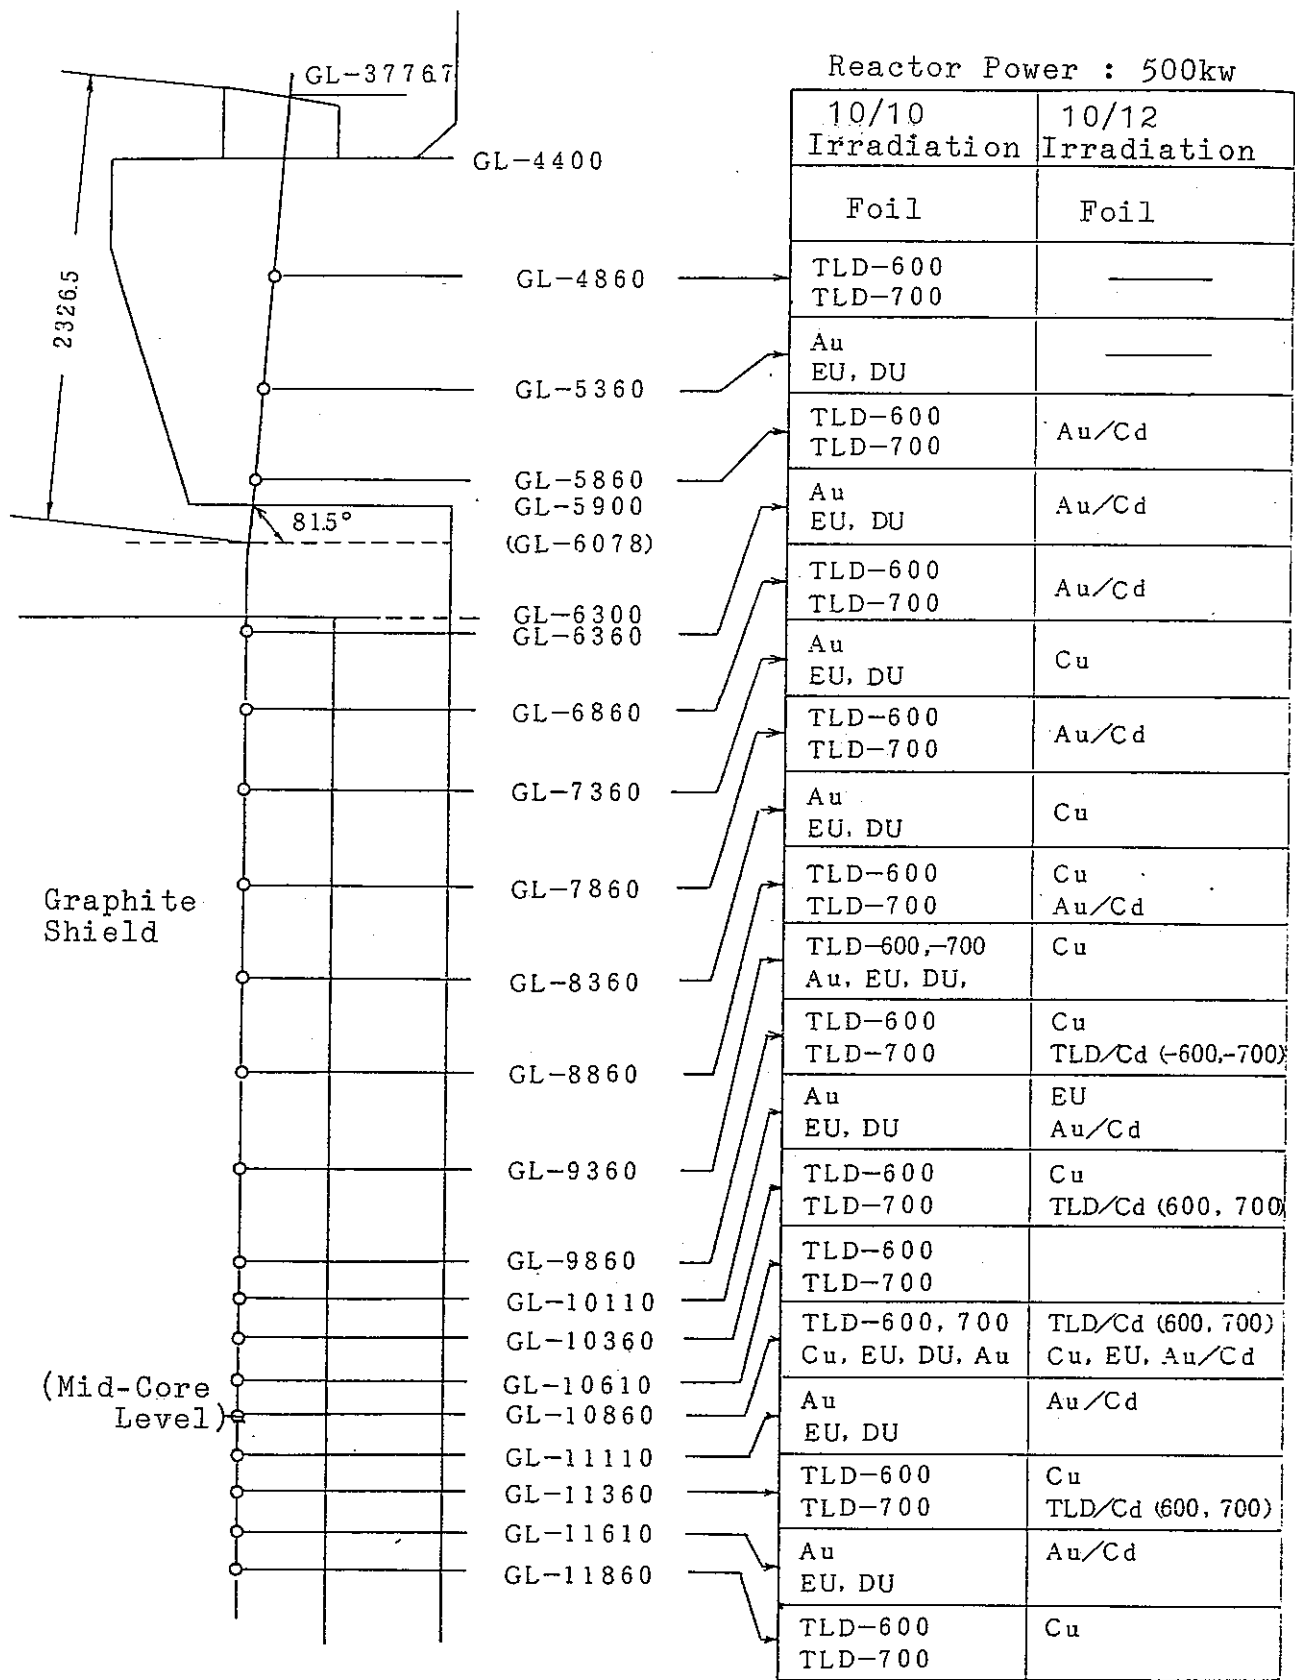 Reactor Power : 500kw
GL-3776.7
GL-4400
2326.5
GL-4860
GL-5360
GL-5860
GL-5900
81.5°
(GL-6078)
GL-6300
GL-6360
GL-6860
GL-7360
GL-7860
Graphite
Shield
GL-8360
GL-8860
GL-9360
GL-9860
GL-10110
GL-10360
GL-10610
(Mid-Core
Level)
GL-10860
GL-11110
GL-11360
GL-11610
GL-11860
10/10 10/12
Irradiation Irradiation
Foil Foil
TLD-600
TLD-700
Au
EU, DU
TLD-600
TLD-700 Au/Cd
Au
EU, DU Au/Cd
TLD-600
TLD-700 Au/Cd
Au
EU, DU Cu
TLD-600
TLD-700 Au/Cd
Au
EU, DU Cu
TLD-600 Cu
TLD-700 Au/Cd
TLD-600,-700 Cu
Au, EU, DU,
TLD-600 Cu
TLD-700 TLD/Cd (-600,-700)
Au EU
EU, DU Au/Cd
TLD-600 Cu
TLD-700 TLD/Cd (600, 700)
TLD-600
TLD-700
TLD-600, 700 TLD/Cd (600, 700)
Cu, EU, DU, Au Cu, EU, Au/Cd
Au Au/Cd
EU, DU
TLD-600 Cu
TLD-700 TLD/Cd (600, 700)
Au Au/Cd
EU, DU
TLD-600 Cu
TLD-700